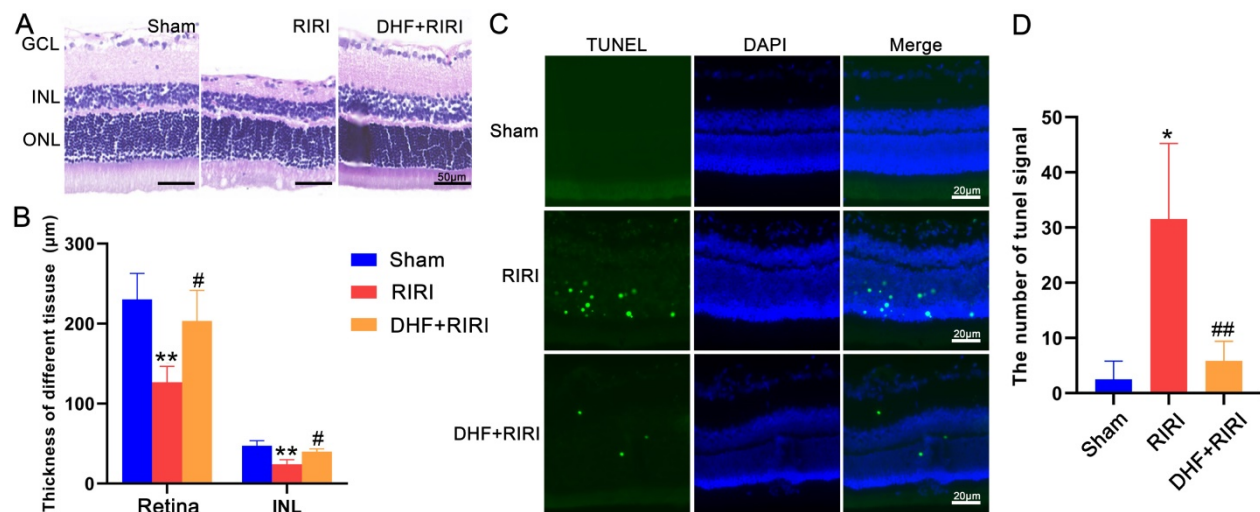 A
Sham
RIRI
DHF+RIRI
GCL
INL
ONL
50μm
B
Thickness of different tissuse (μm)
300
200
100
0
**
#
**
#
Retina
INL
Sham
RIRI
DHF+RIRI
C
TUNEL
DAPI
Merge
Sham
20μm
RIRI
20μm
DHF+RIRI
20μm
D
The number of tunel signal
50
40
30
20
10
0
*
##
Sham
RIRI
DHF+RIRI